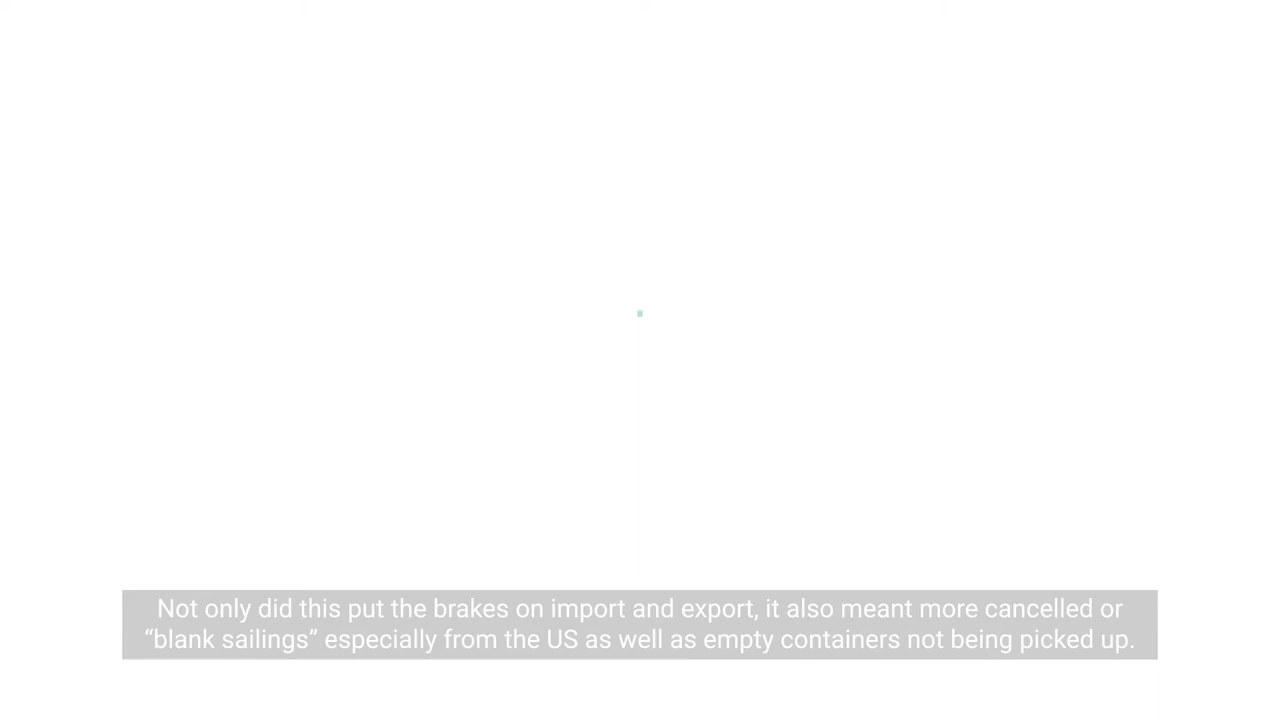 Not only did this put the brakes on import and export, it also meant more cancelled or
“blank sailings” especially from the US as well as empty containers not being picked up.